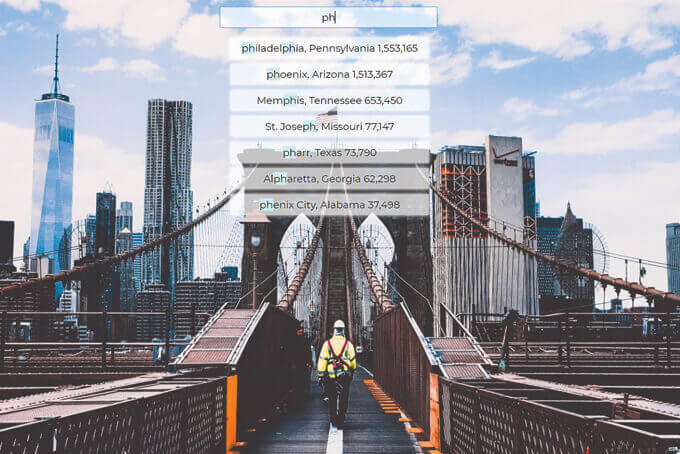 ph
philadelphia, Pennsylvania 1,553,165
phoenix, Arizona 1,513,367
Memphis, Tennessee 653,450
St. Joseph, Missouri 77,147
pharr, Texas 73,790
Alpharetta, Georgia 62,298
phenix City, Alabama 37,498
verizon